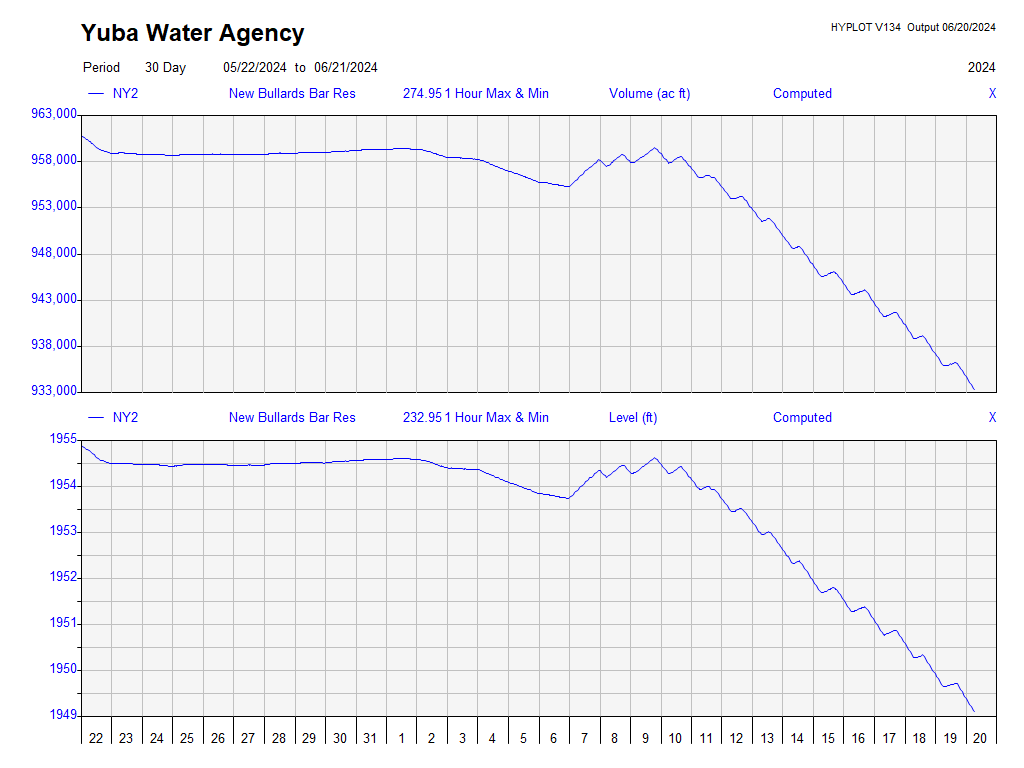 Yuba Water Agency
HYPLOT V134 Output 06/20/2024
Period 30 Day 05/22/2024 to 06/21/2024 2024
NY2 New Bullards Bar Res 274.95 1 Hour Max & Min Volume (ac ft) Computed X
963,000
958,000
953,000
948,000
943,000
938,000
933,000
NY2 New Bullards Bar Res 232.95 1 Hour Max & Min Level (ft) Computed X
1955
1954
1953
1952
1951
1950
1949
22 23 24 25 26 27 28 29 30 31 1 2 3 4 5 6 7 8 9 10 11 12 13 14 15 16 17 18 19 20